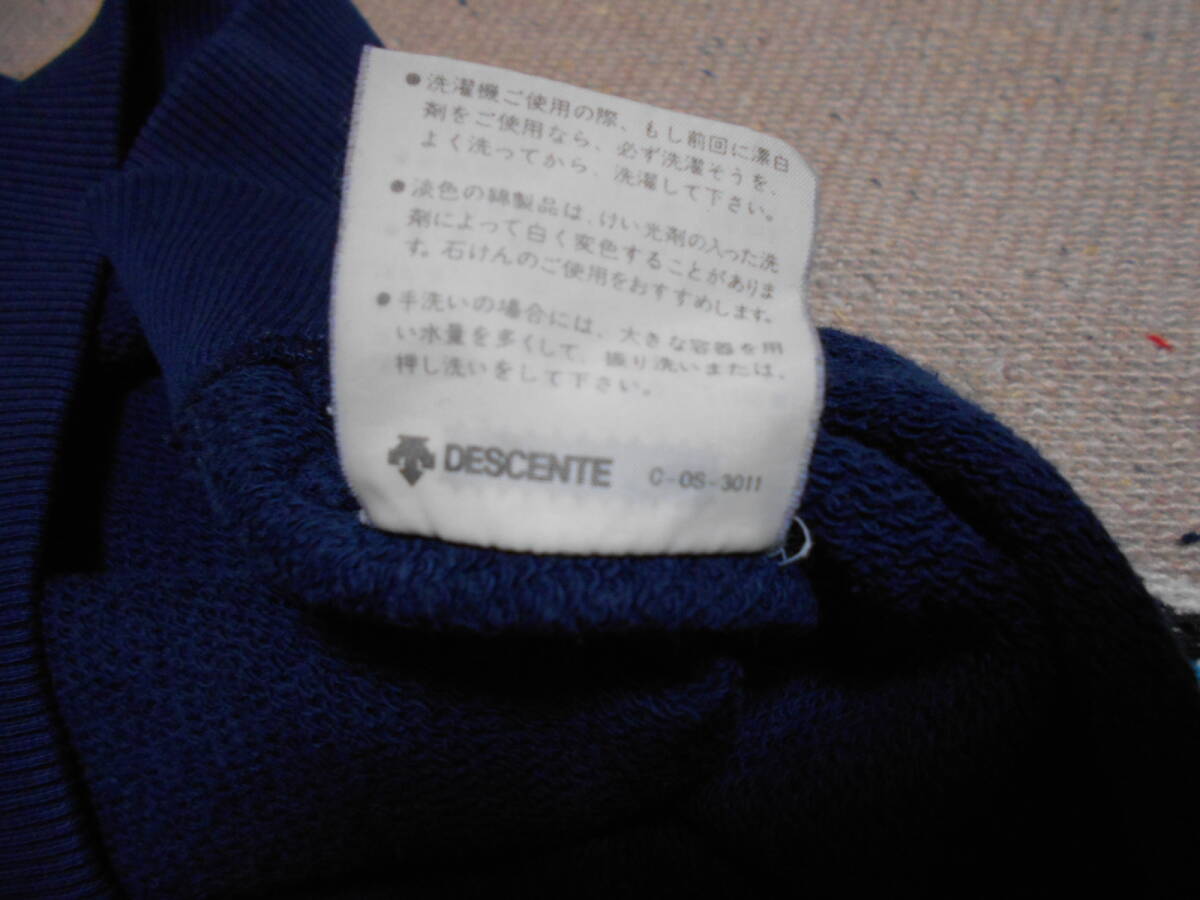 ●洗濯機ご使用の際、もし前回に漂白
剤をご使用なら、必ず洗濯そうを、
よく洗ってから、洗濯して下さい。
●淡色の綿製品は、けい光剤の入った洗
剤によって白く変色することがありま
す。石けんのご使用をおすすめします。
●手洗いの場合には、大きな容器を用
い水量を多くして、振り洗いまたは、
押し洗いをして下さい。
DESCENTE C-OS-3011